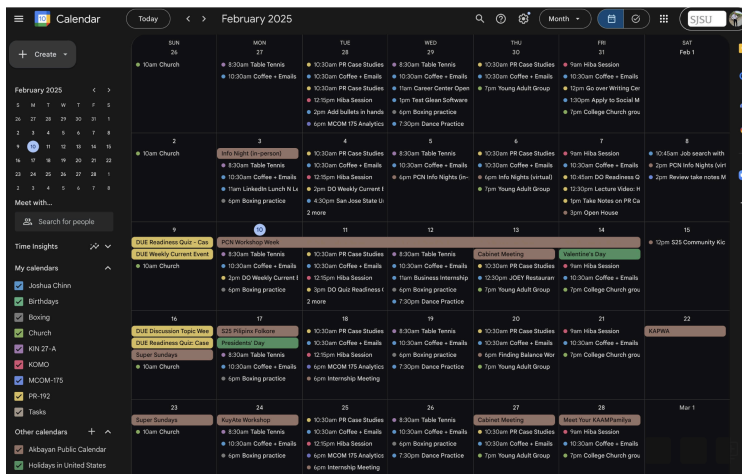 Calendar
Today
February 2025
Month
SJSU
Create
February 2025
S M T W T F S
26 27 28 29 30 31 1
2 3 4 5 6 7 8
9 10 11 12 13 14 15
16 17 18 19 20 21 22
23 24 25 26 27 28 1
2 3 4 5 6 7 8
Meet with...
Search for people
Time Insights
My calendars
Joshua Chinn
Birthdays
Boxing
Church
KIN 27-A
KOMO
MCOM-175
PR-192
Tasks
Other calendars
Akbayan Public Calendar
Holidays in United States
SUN MON TUE WED THU FRI SAT
26 27 28 29 30 31 Feb 1
10am Church
8:30am Table Tennis
10:30am Coffee + Emails
10:30am PR Case Studies
10:30am Coffee + Emails
10:30am PR Case Studies
12:15pm Hiba Session
2pm Add bullets in hands
6pm MCOM 175 Analytics
8:30am Table Tennis
10:30am Coffee + Emails
11am Career Center Open
1pm Test Glean Software
6pm Boxing practice
7:30pm Dance Practice
10:30am PR Case Studies
10:30am Coffee + Emails
7pm Young Adult Group
9am Hiba Session
10:30am Coffee + Emails
12pm Go over Writing Cer
1:30pm Apply to Social M
7pm College Church grou
2 3 4 5 6 7 8
10am Church
Info Night (in-person)
8:30am Table Tennis
10:30am Coffee + Emails
11am LinkedIn Lunch N Le
6pm Boxing practice
10:30am PR Case Studies
10:30am Coffee + Emails
12:15pm Hiba Session
2pm DO Weekly Current E
4:30pm San Jose State U
2 more
8:30am Table Tennis
10:30am Coffee + Emails
6pm PCN Info Nights (in-
10:30am PR Case Studies
10:30am Coffee + Emails
6pm Info Nights (virtual)
7pm Young Adult Group
9am Hiba Session
10:30am Coffee + Emails
10:45am DO Readiness Q
12:30pm Lecture Video: H
1pm Take Notes on PR Ca
3pm Open House
10:45am Job search with
2pm PCN Info Nights (virt
2pm Review take notes M
9 10 11 12 13 14 15
DUE Readiness Quiz - Cas
DUE Weekly Current Event
10am Church
PCN Workshop Week
8:30am Table Tennis
10:30am Coffee + Emails
2pm DO Weekly Current E
6pm Boxing practice
10:30am PR Case Studies
10:30am Coffee + Emails
12:15pm Hiba Session
3pm DO Quiz Readiness (
2 more
8:30am Table Tennis
10:30am Coffee + Emails
11am Business Internship
6pm Boxing practice
7:30pm Dance Practice
Cabinet Meeting
10:30am PR Case Studies
12:30pm JOEY Restauran
7pm Young Adult Group
Valentine's Day
9am Hiba Session
10:30am Coffee + Emails
7pm College Church grou
12pm S25 Community Kic
16 17 18 19 20 21 22
DUE Discussion Topic Wee
DUE Readiness Quiz: Case
Super Sundays
10am Church
S25 Pilipinx Folkore
Presidents' Day
8:30am Table Tennis
10:30am Coffee + Emails
6pm Boxing practice
10:30am PR Case Studies
10:30am Coffee + Emails
12:15pm Hiba Session
6pm MCOM 175 Analytics
6pm Internship Meeting
8:30am Table Tennis
10:30am Coffee + Emails
6pm Boxing practice
7:30pm Dance Practice
10:30am PR Case Studies
10:30am Coffee + Emails
6pm Finding Balance Wor
7pm Young Adult Group
9am Hiba Session
10:30am Coffee + Emails
7pm College Church grou
KAPWA
23 24 25 26 27 28 Mar 1
Super Sundays
10am Church
KuyAte Workshop
8:30am Table Tennis
10:30am Coffee + Emails
6pm Boxing practice
10:30am PR Case Studies
10:30am Coffee + Emails
12:15pm Hiba Session
6pm MCOM 175 Analytics
6pm Internship Meeting
8:30am Table Tennis
10:30am Coffee + Emails
6pm Boxing practice
7:30pm Dance Practice
Cabinet Meeting
10:30am PR Case Studies
10:30am Coffee + Emails
7pm Young Adult Group
Meet Your KAAMPamilya
9am Hiba Session
10:30am Coffee + Emails
7pm College Church grou